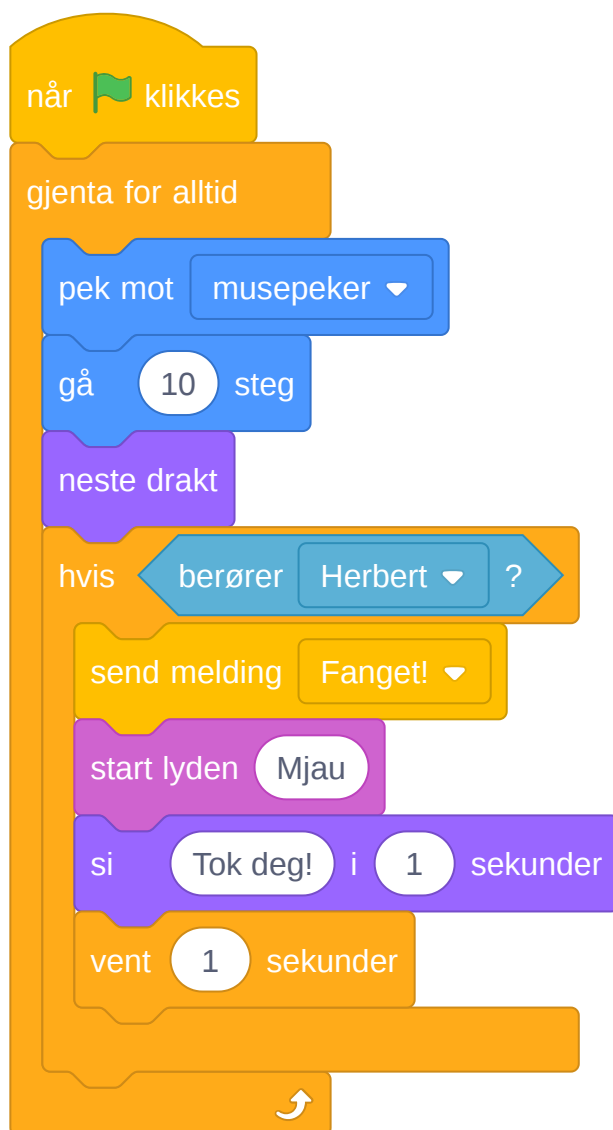 når klikkes
gjenta for alltid
pek mot musepeker
gå 10 steg
neste drakt
hvis berører Herbert ?
send melding Fanget!
start lyden Mjau
si Tok deg! i 1 sekunder
vent 1 sekunder